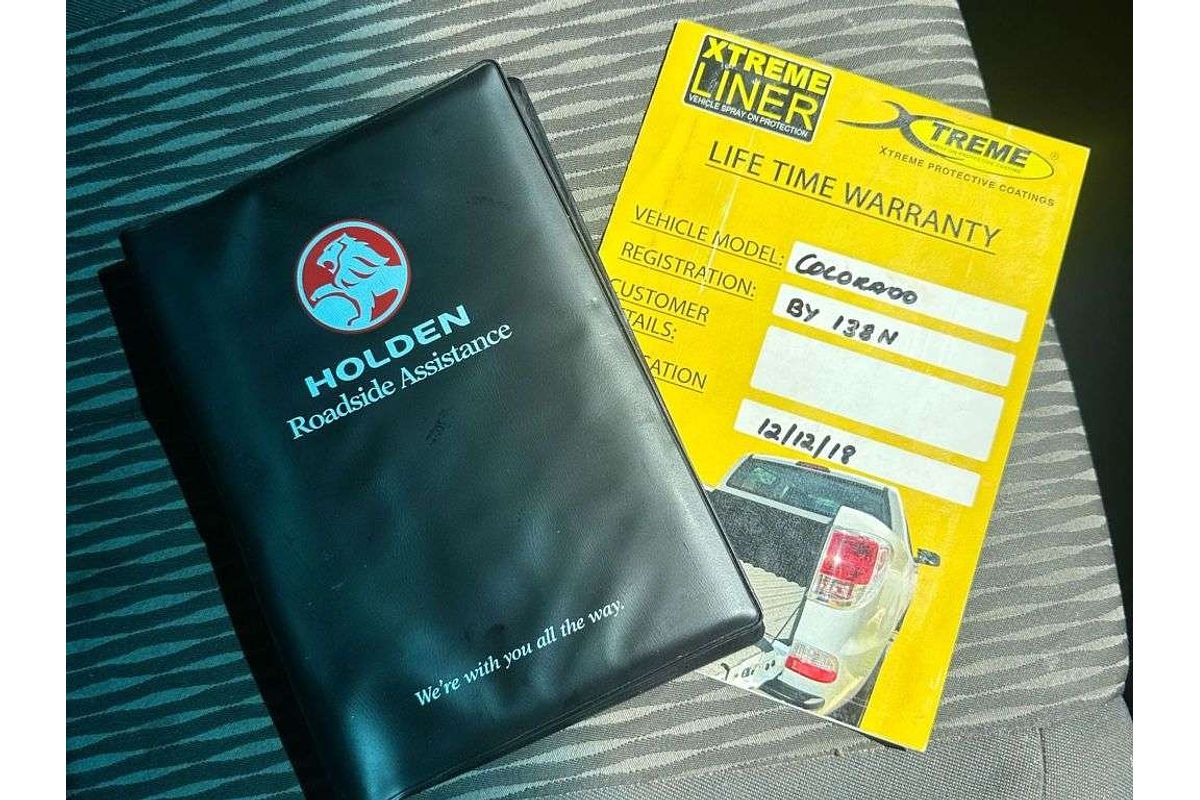 HOLDEN
Roadside Assistance
We're with you all the way.
XTREME
LINER
VEHICLE SPRAY ON PROTECTION
XTREME
®
XTREME PROTECTIVE COATINGS
LIFE TIME WARRANTY
VEHICLE MODEL: COLORADO
REGISTRATION: BY 138N
CUSTOMER
TAILS:
CATION
12/12/18